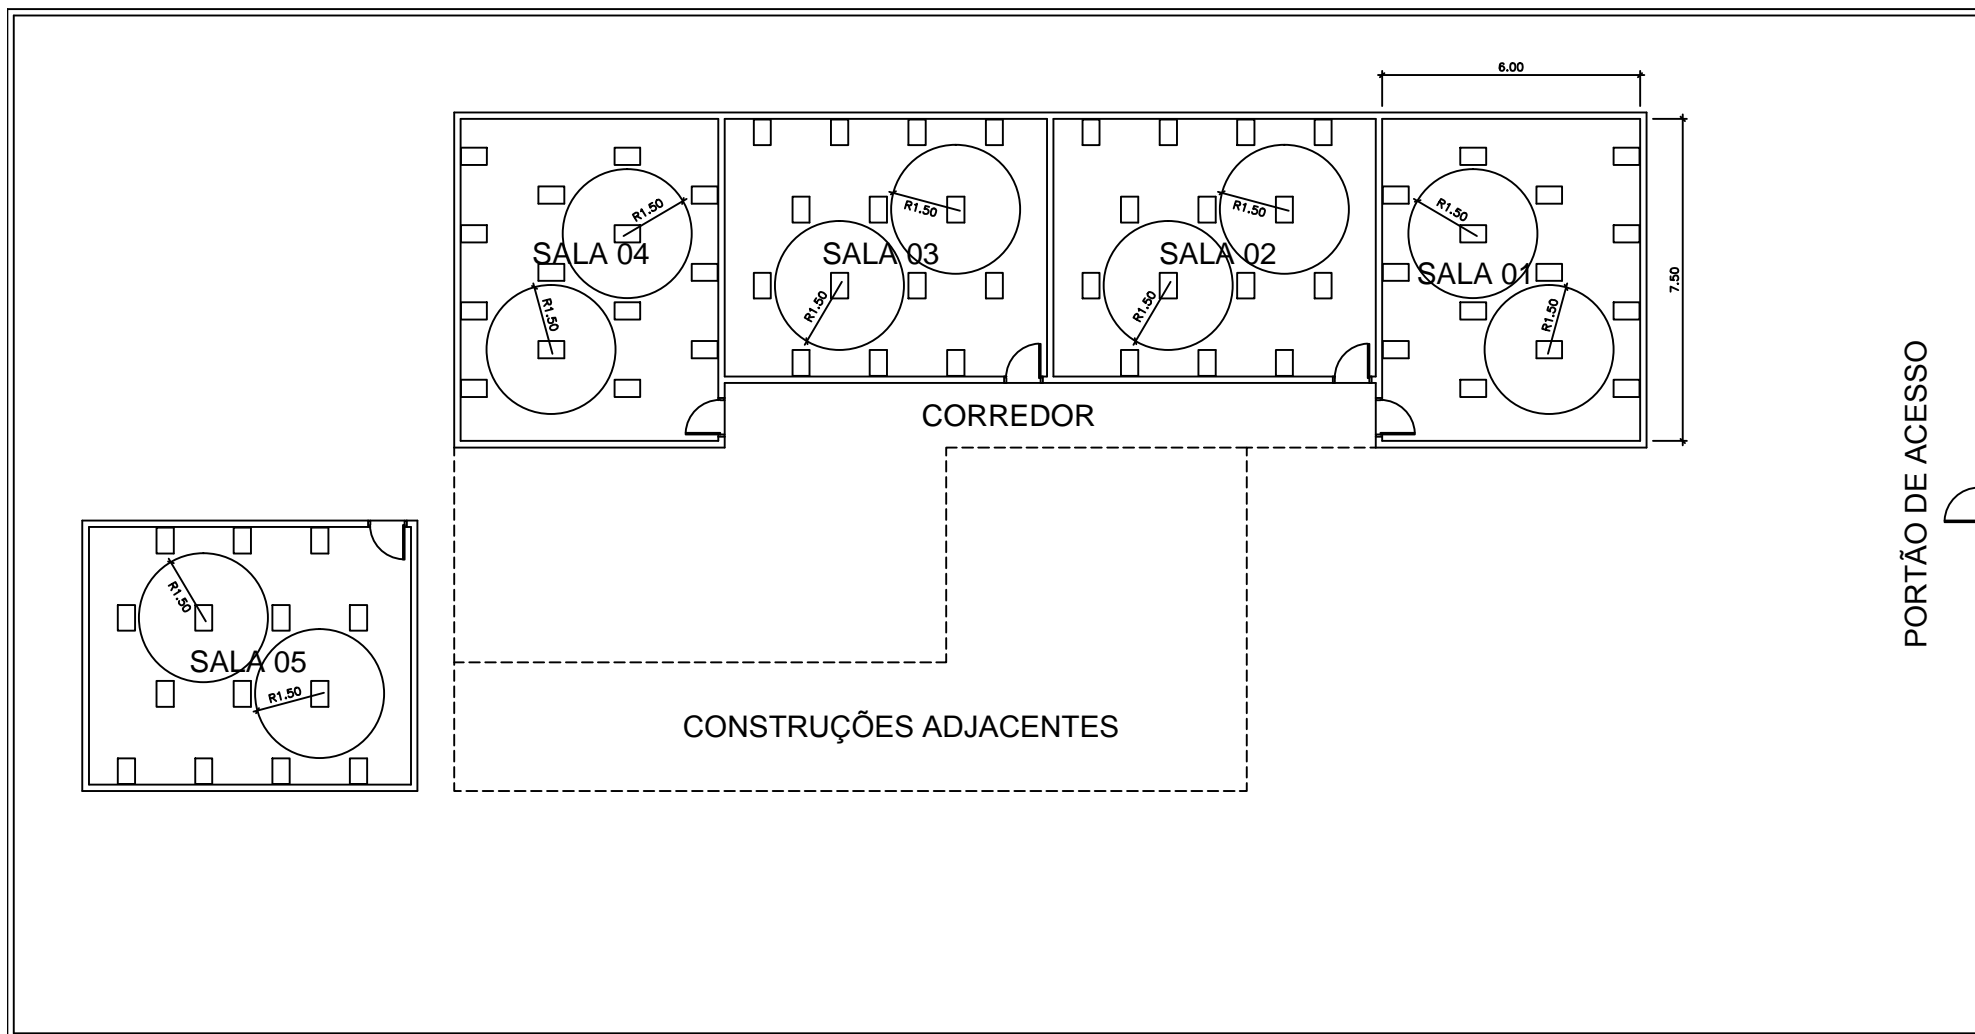 6.00
R1.50
R1.50
R1.50
R1.50
R1.50
SALA 04
SALA 03
SALA 02
SALA 01
7.50
R1.50
R1.50
R1.50
CORREDOR
PORTÃO DE ACESSO
R1.50
SALA 05
R1.50
CONSTRUÇÕES ADJACENTES